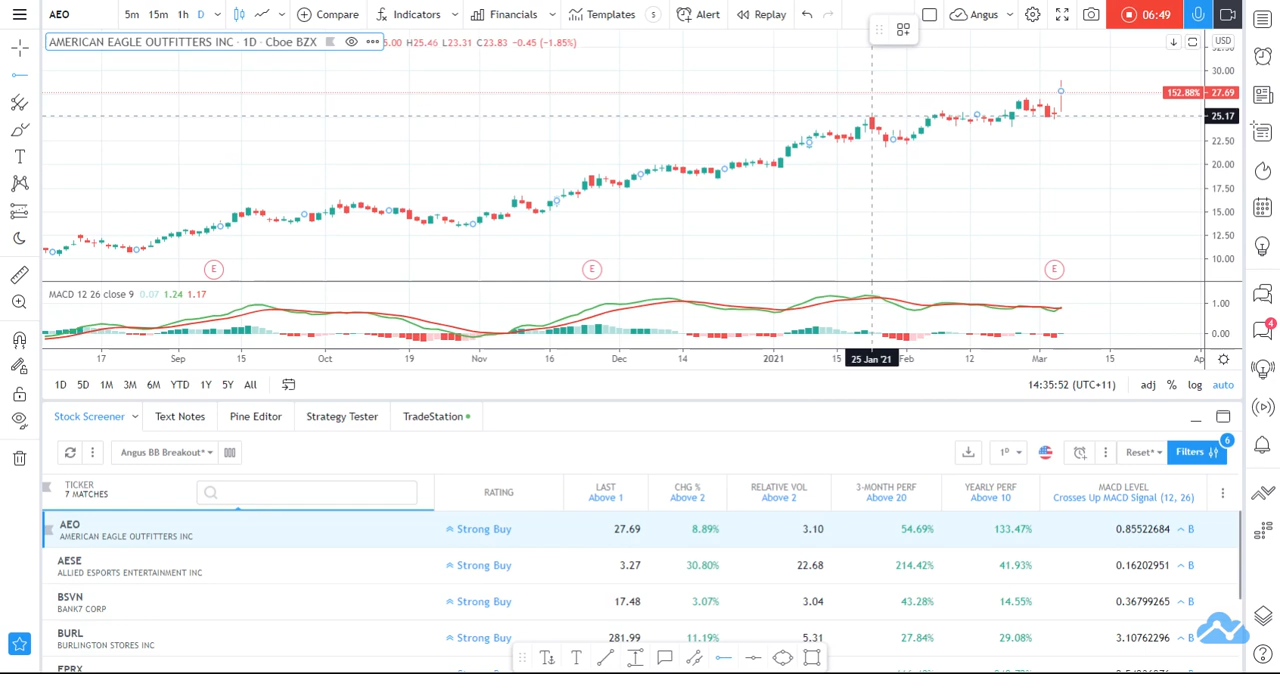 AEO 5m 15m 1h D Compare Indicators Financials Templates S Alert Replay Angus 06:49
AMERICAN EAGLE OUTFITTERS INC · 1D · Cboe BZX 5.00 H25.46 L23.31 C23.83 -0.45 (-1.85%) USD
30.00
152.88% 27.69
25.17
22.50
20.00
17.50
15.00
12.50
10.00
E E E
MACD 12 26 close 9 0.07 1.24 1.17
1.00
0.00
4
17 Sep 15 Oct 19 Nov 16 Dec 14 2021 15 25 Jan '21 Feb 12 Mar 15 Ap
1D 5D 1M 3M 6M YTD 1Y 5Y All 14:35:52 (UTC+11) adj % log auto
Stock Screener Text Notes Pine Editor Strategy Tester TradeStation
Angus BB Breakout* 1D Reset* Filters 6
TICKER
7 MATCHES
RATING
LAST
Above 1
CHG %
Above 2
RELATIVE VOL
Above 2
3-MONTH PERF
Above 20
YEARLY PERF
Above 10
MACD LEVEL
Crosses Up MACD Signal (12, 26)
AEO
AMERICAN EAGLE OUTFITTERS INC
Strong Buy 27.69 8.89% 3.10 54.69% 133.47% 0.85522684 B
AESE
ALLIED ESPORTS ENTERTAINMENT INC
Strong Buy 3.27 30.80% 22.68 214.42% 41.93% 0.16202951 B
BSVN
BANK7 CORP
Strong Buy 17.48 3.07% 3.04 43.28% 14.55% 0.36799265 B
BURL
BURLINGTON STORES INC
Strong Buy 281.99 11.19% 5.31 27.84% 29.08% 3.10762296 B